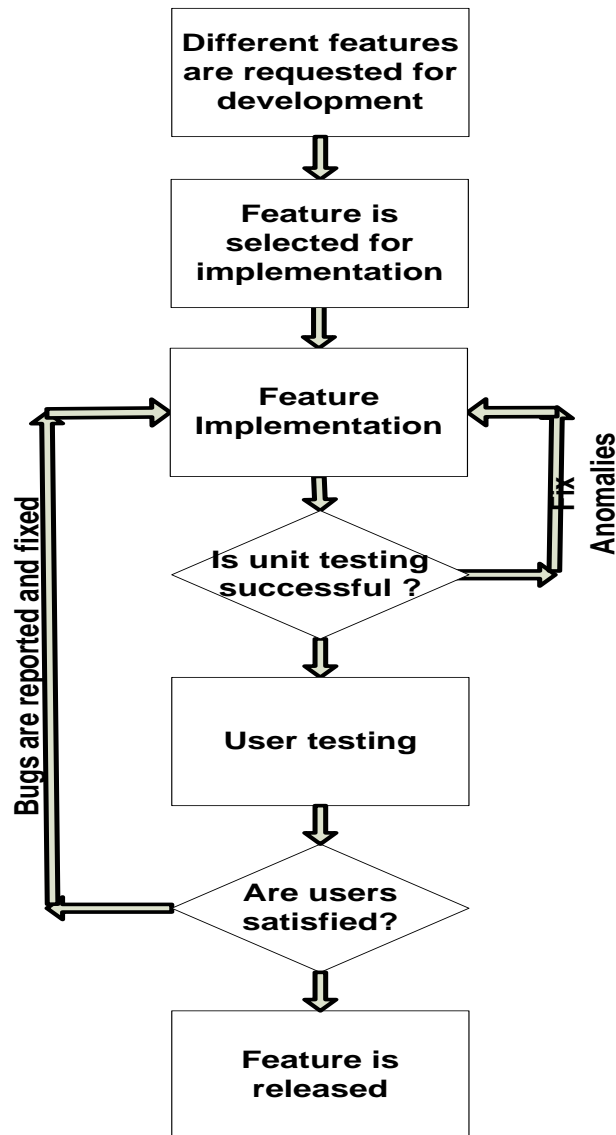 Different features
are requested for
development
Feature is
selected for
implementation
Feature
Implementation
Is unit testing
successful ?
Fix
Anomalies
User testing
Bugs are reported and fixed
Are users
satisfied?
Feature is
released